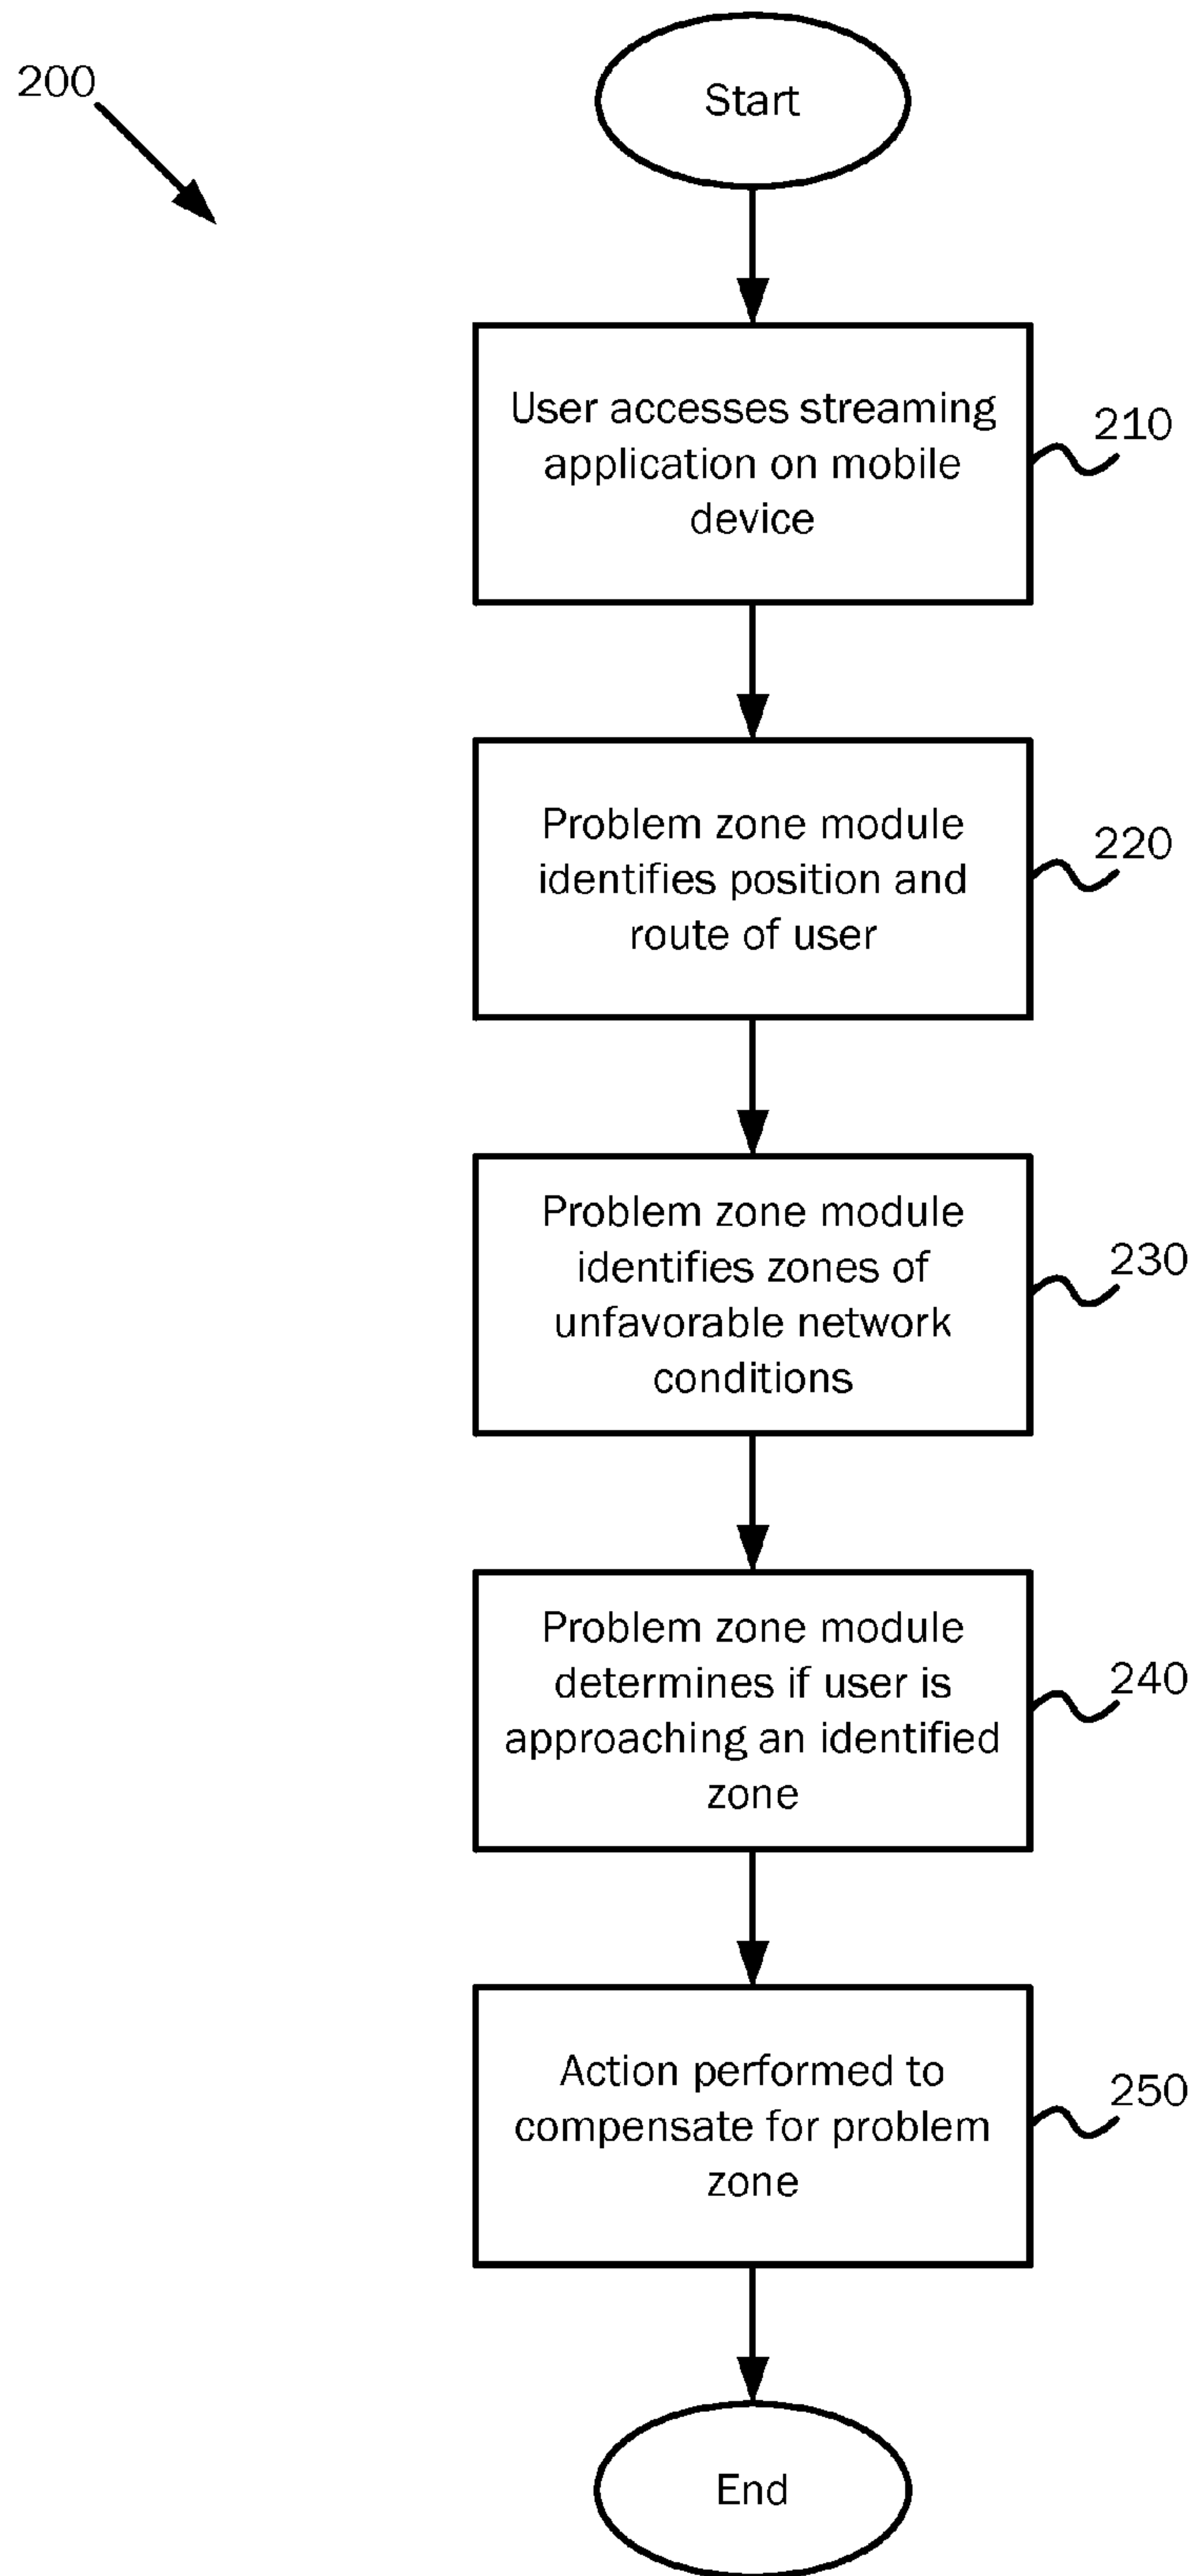 200
Start
User accesses streaming
application on mobile
device
210
Problem zone module
identifies position and
route of user
220
Problem zone module
identifies zones of
unfavorable network
conditions
230
Problem zone module
determines if user is
approaching an identified
zone
240
Action performed to
compensate for problem
zone
250
End